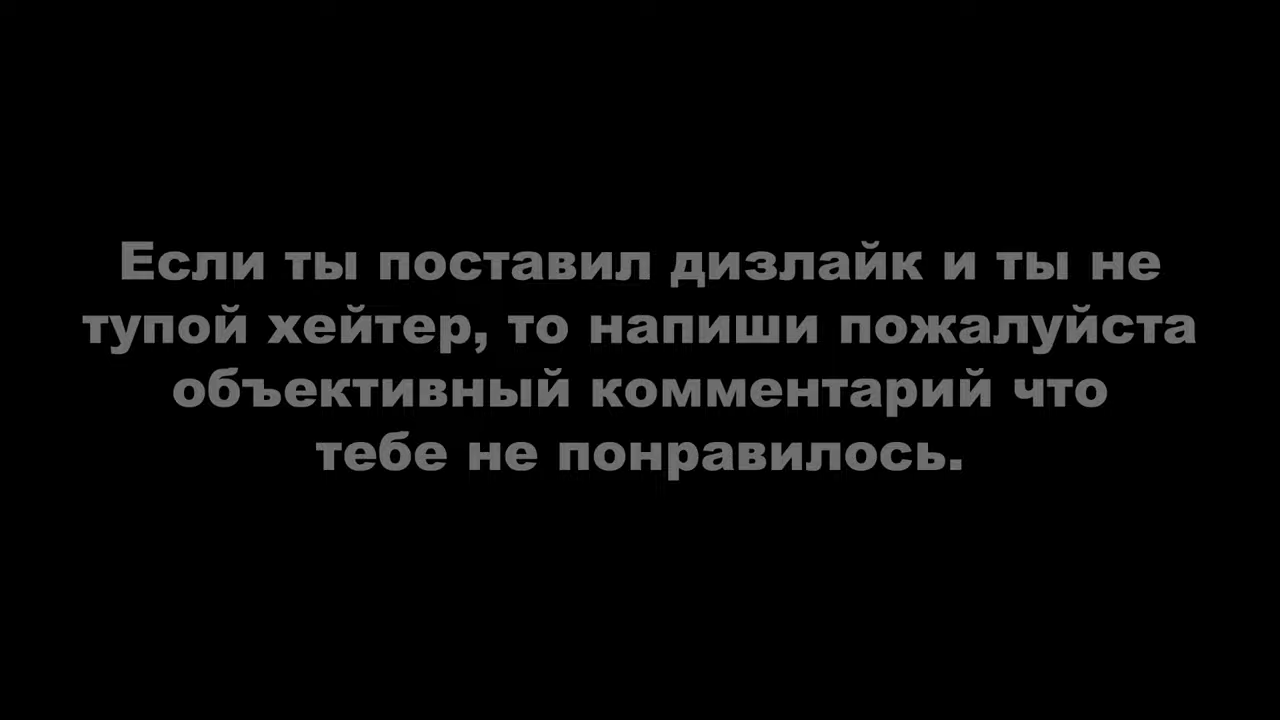 Если ты поставил дизлайк и ты не
тупой хейтер, то напиши пожалуйста
объективный комментарий что
тебе не понравилось.